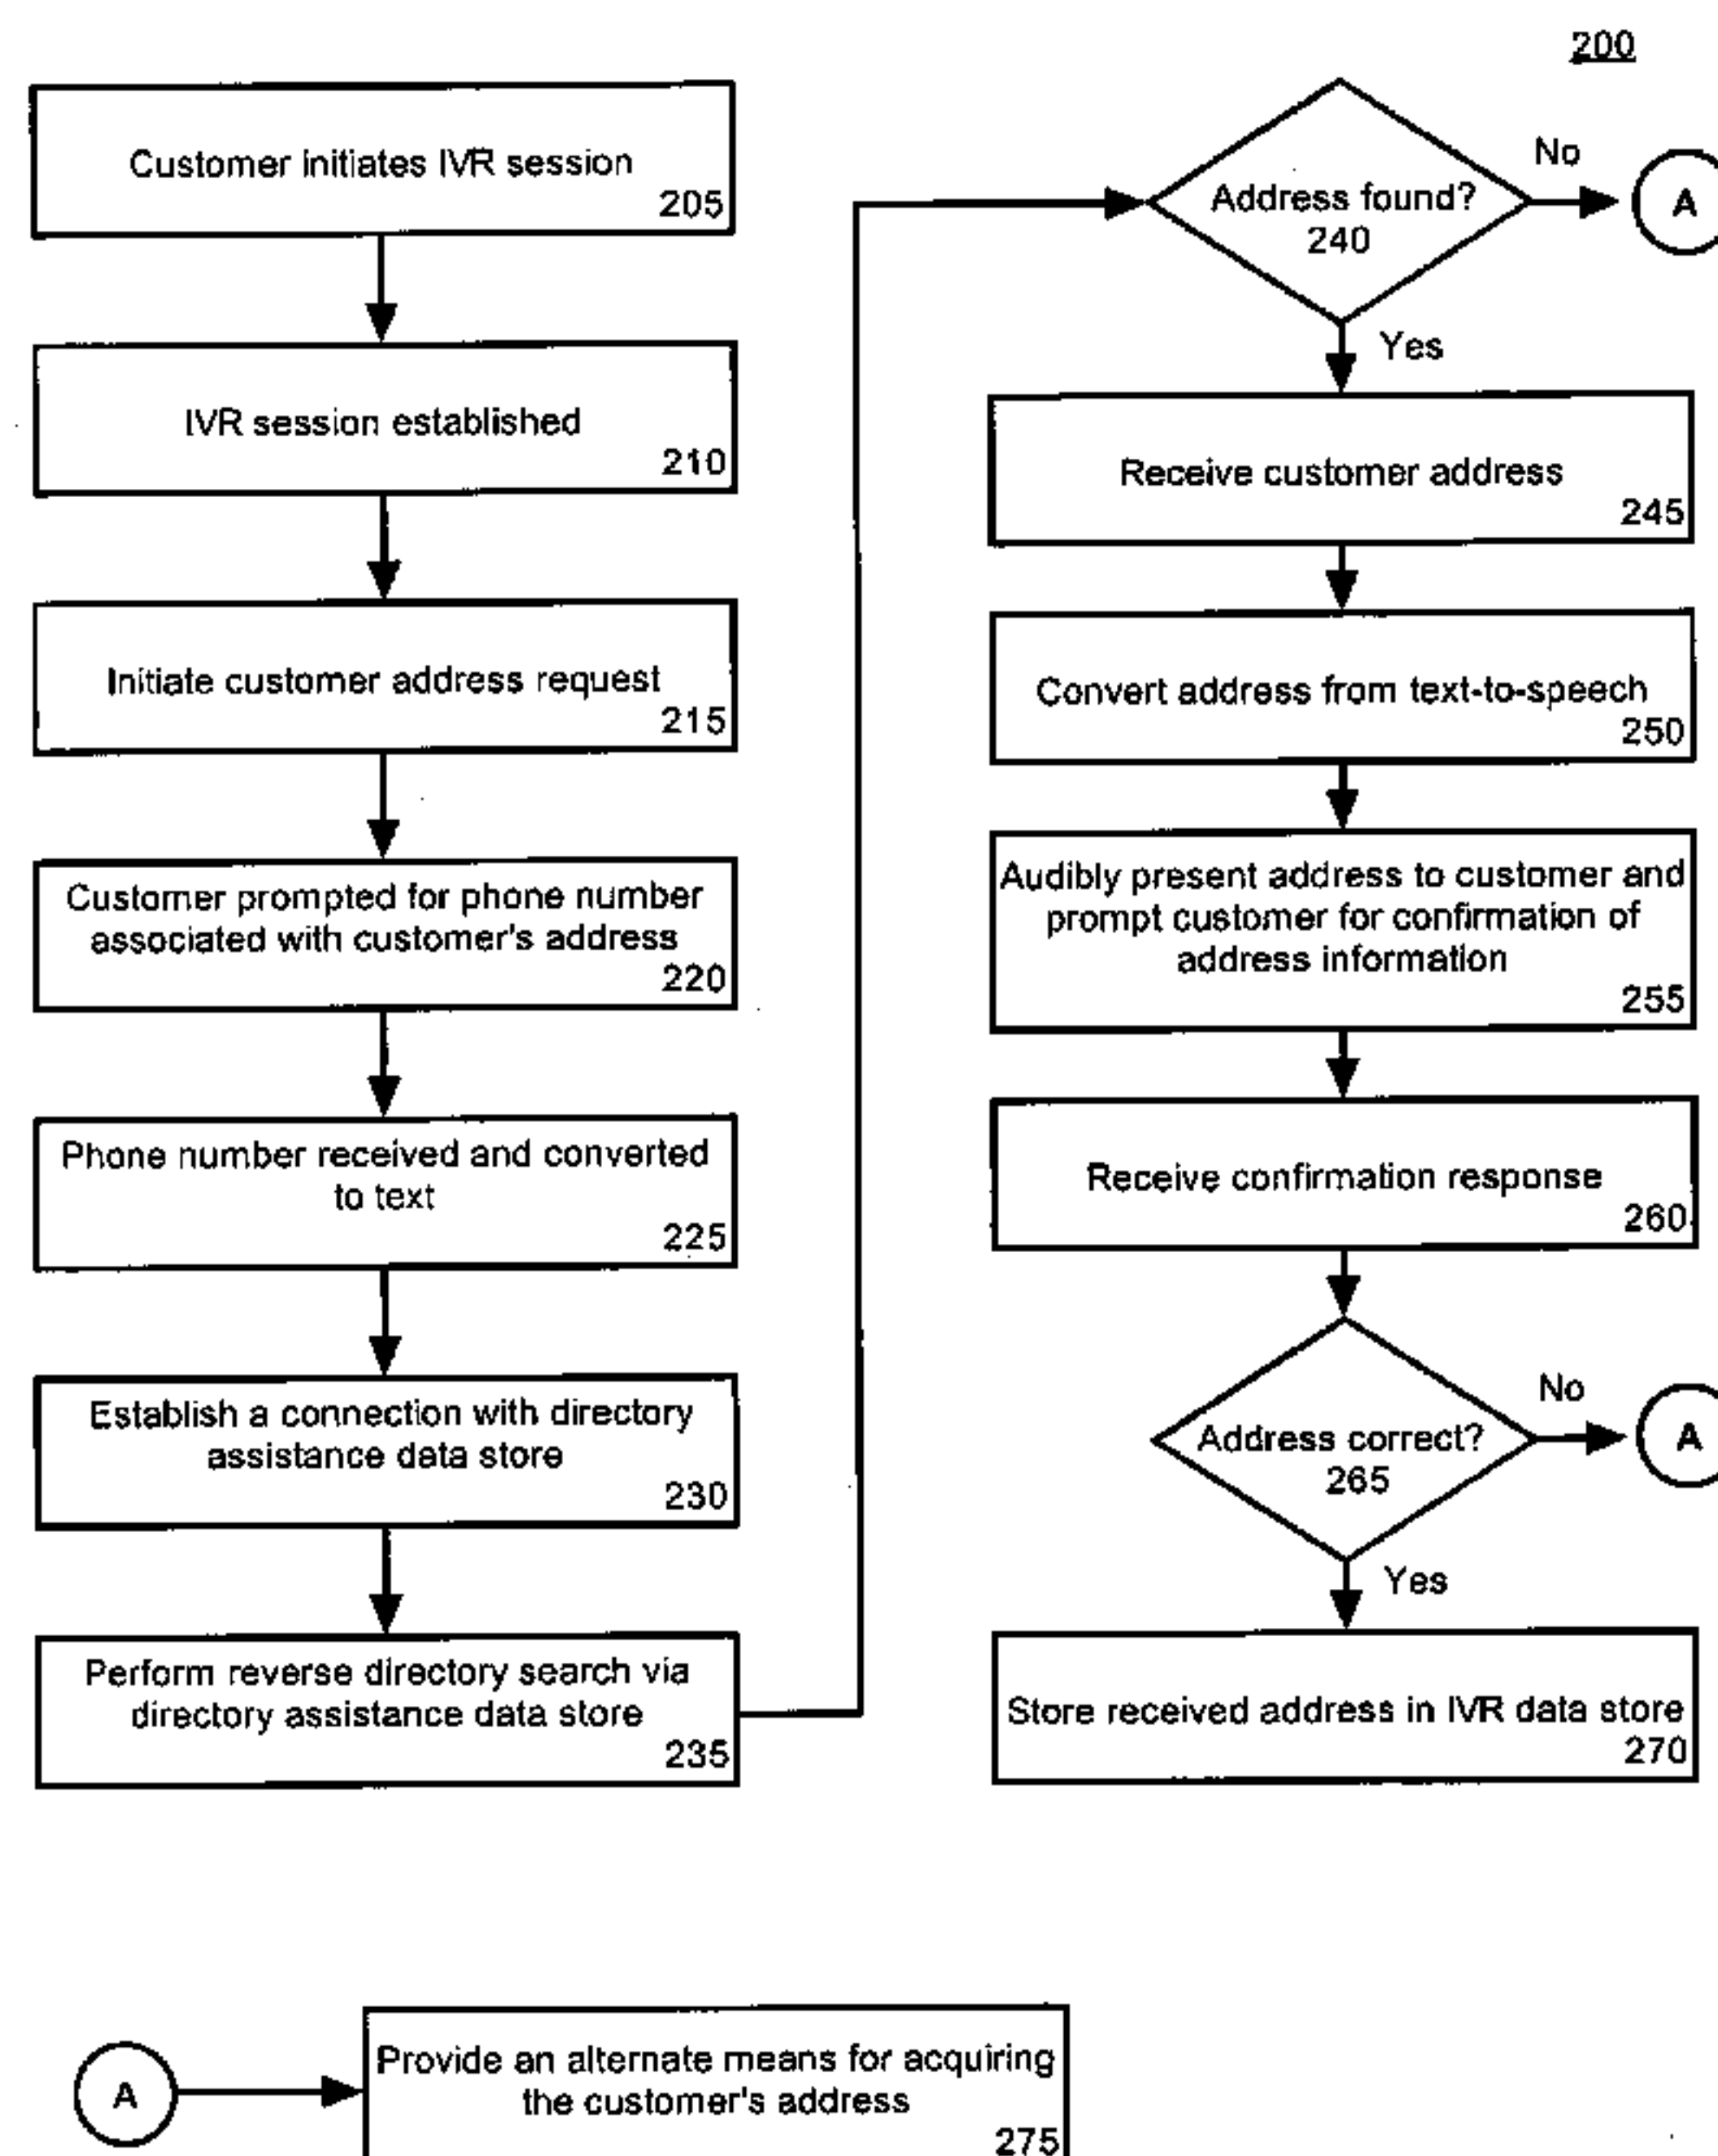 200
Customer initiates IVR session
205
IVR session established
210
Initiate customer address request
215
Customer prompted for phone number
associated with customer's address
220
Phone number received and converted
to text
225
Establish a connection with directory
assistance data store
230
Perform reverse directory search via
directory assistance data store
235
Address found?
240
No
A
Yes
Receive customer address
245
Convert address from text-to-speech
250
Audibly present address to customer and
prompt customer for confirmation of
address information
255
Receive confirmation response
260
Address correct?
265
No
A
Yes
Store received address in IVR data store
270
A
Provide an alternate means for acquiring
the customer's address
275